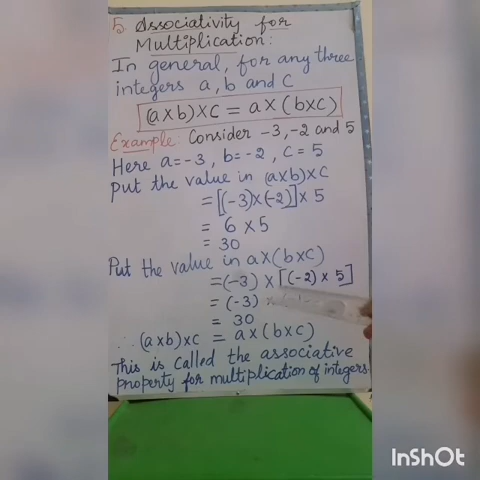 5. Associativity for
Multiplication:
In general, for any three
integers a, b and c
(a×b)×c = a×(b×c)
Example: Consider -3, -2 and 5
Here a=-3, b=-2, c=5
Put the value in (a×b)×c
= [(-3)×(-2)]×5
= 6 × 5
= 30
Put the value in a×(b×c)
= (-3) × [(-2) × 5]
= (-3) ×
= 30
∴ (a×b)×c = a×(b×c)
This is called the associative
property for multiplication of integers.
InShOt